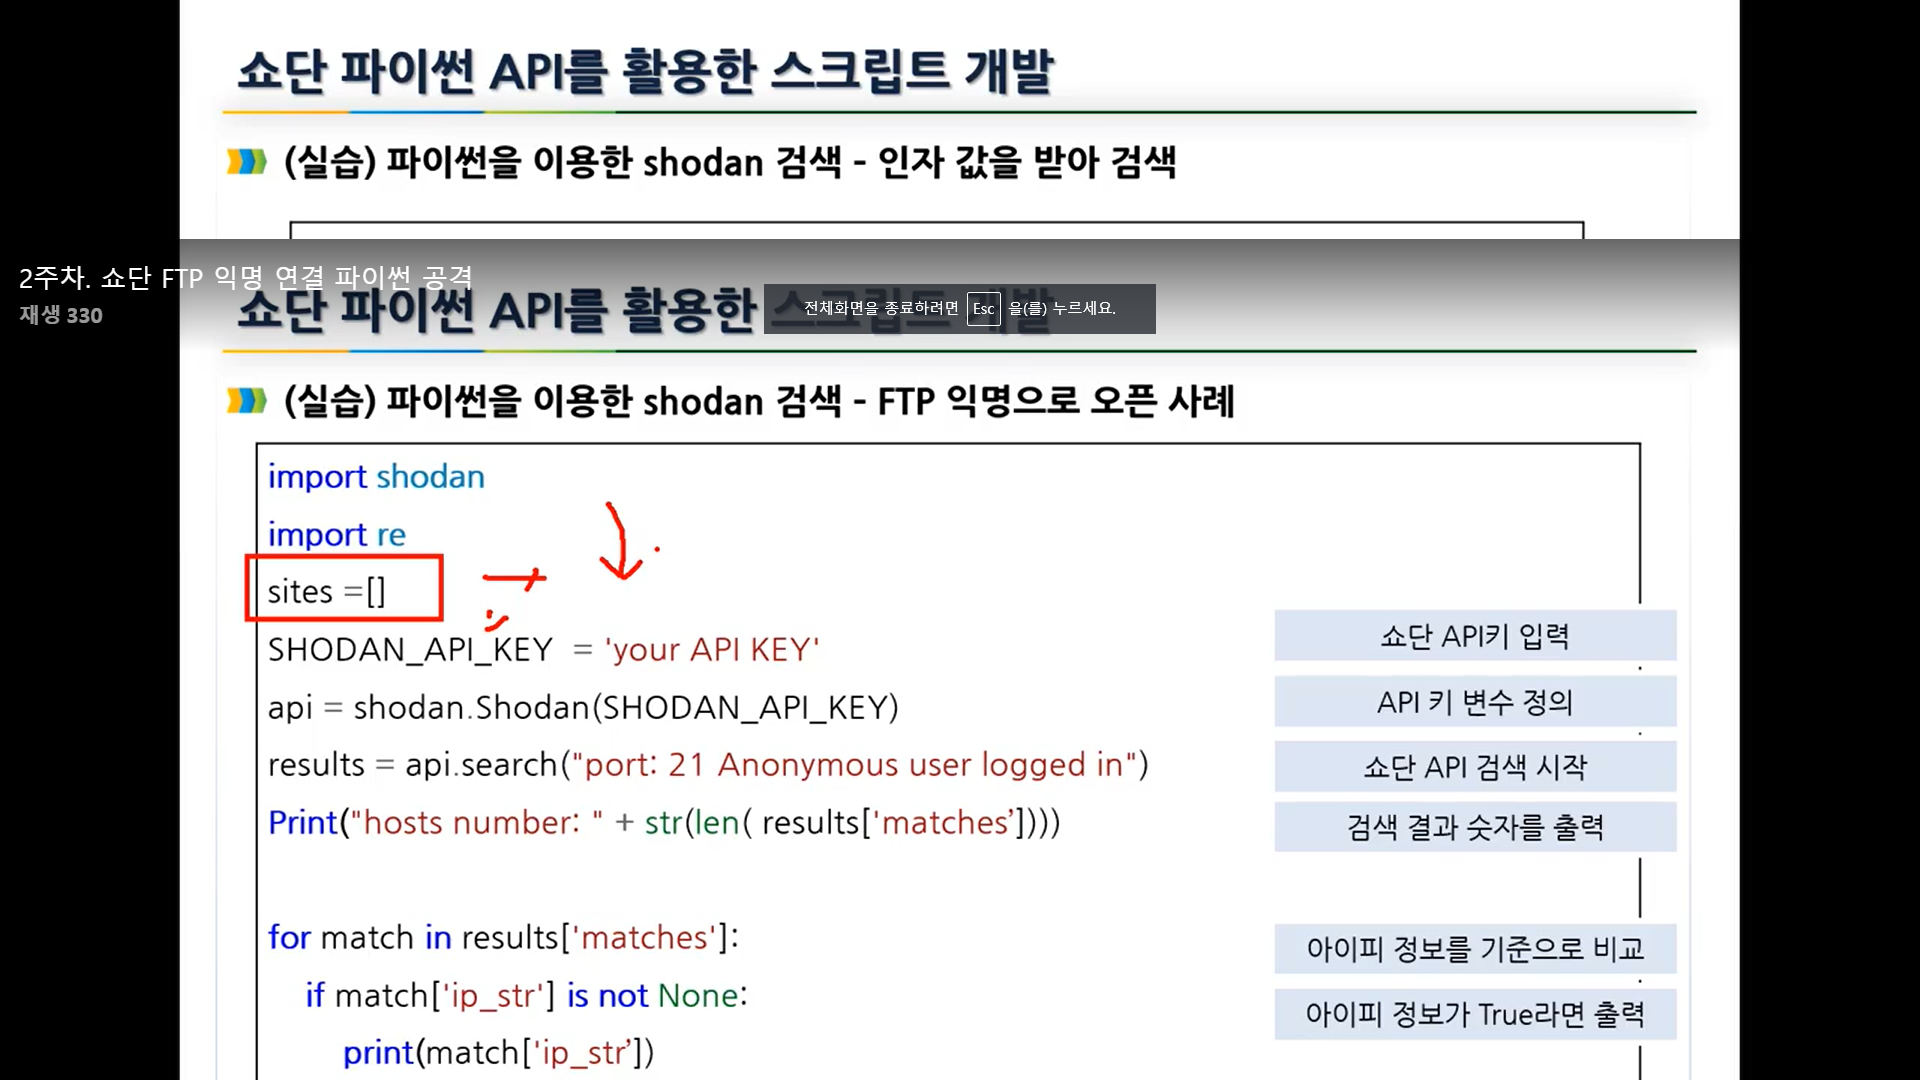 쇼단 파이썬 API를 활용한 스크립트 개발
(실습) 파이썬을 이용한 shodan 검색 - 인자 값을 받아 검색
2주차. 쇼단 FTP 익명 연결 파이썬 공격
재생 330
쇼단 파이썬 API를 활용한 스크립트 개발
전체화면을 종료하려면 Esc 을(를) 누르세요.
(실습) 파이썬을 이용한 shodan 검색 - FTP 익명으로 오픈 사례
import shodan
import re
sites =[]
SHODAN_API_KEY = 'your API KEY'
쇼단 API키 입력
api = shodan.Shodan(SHODAN_API_KEY)
API 키 변수 정의
results = api.search("port: 21 Anonymous user logged in")
쇼단 API 검색 시작
Print("hosts number: " + str(len( results['matches’])))
검색 결과 숫자를 출력
for match in results['matches']:
아이피 정보를 기준으로 비교
if match['ip_str'] is not None:
아이피 정보가 True라면 출력
print(match['ip_str’])